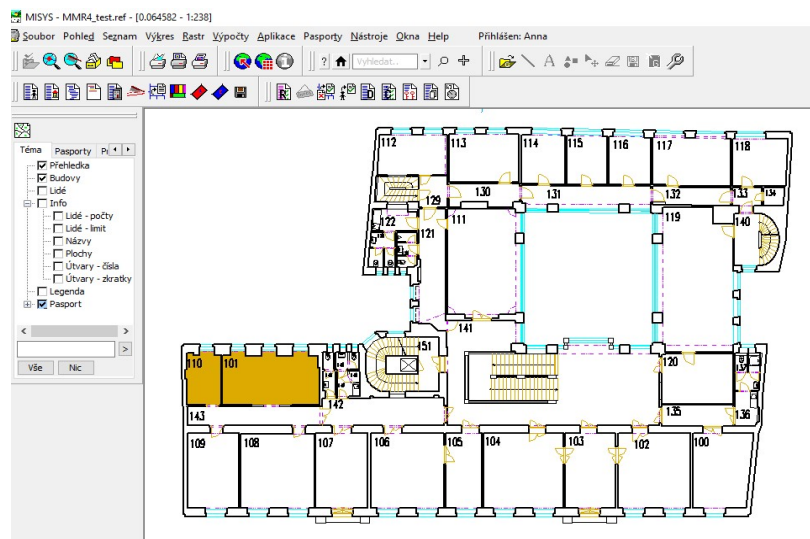 MISYS - MMR4_test.ref - [0.064582 - 1:238]
Soubor Pohled Seznam Výkres Rastr Výpočty Aplikace Pasporty Nástroje Okna Help Přihlášen: Anna
? Vyhledat..
A
R
Téma Pasporty
Přehledka
Budovy
Lidé
Info
Lidé - počty
Lidé - limit
Názvy
Plochy
Útvary - čísla
Útvary - zkratky
Legenda
Pasport
Vše Nic
112 113 114 115 116 117 118
129 130 131 132 133 134
122 121 111 119 140
141
151
110 101 120
142 135 136
143
109 108 107 106 105 104 103 102 100